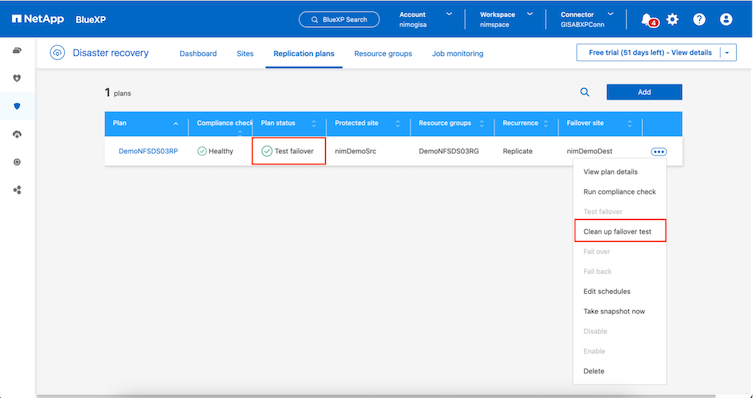 NetApp BlueXP
BlueXP Search
Account
nimogisa
Workspace
nimspace
Connector
GISABXPConn
4
Disaster recovery
Dashboard
Sites
Replication plans
Resource groups
Job monitoring
Free trial (51 days left) - View details
1 plans
Add
Plan
Compliance check
Plan status
Protected site
Resource groups
Recurrence
Failover site
DemoNFSDS03RP
Healthy
Test failover
nimDemoSrc
DemoNFSDS03RG
Replicate
nimDemoDest
View plan details
Run compliance check
Test failover
Clean up failover test
Fail over
Fail back
Edit schedules
Take snapshot now
Disable
Enable
Delete